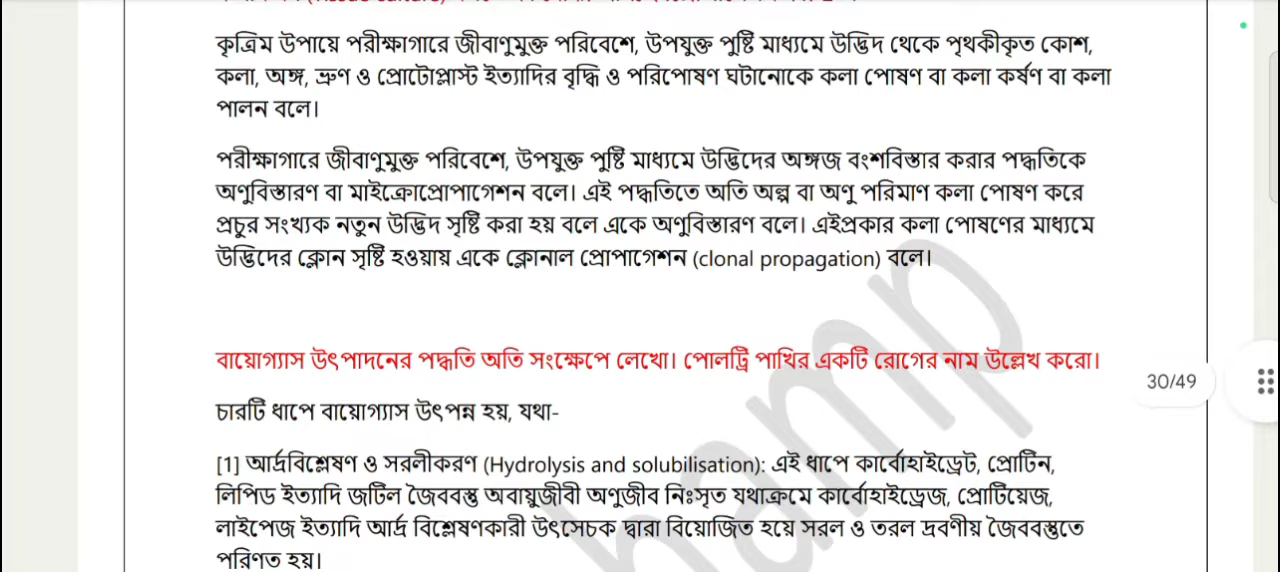 (Tissue culture)
কৃত্রিম উপায়ে পরীক্ষাগারে জীবাণুমুক্ত পরিবেশে, উপযুক্ত পুষ্টি মাধ্যমে উদ্ভিদ থেকে পৃথকীকৃত কোশ,
কলা, অঙ্গ, ভ্রুণ ও প্রোটোপ্লাস্ট ইত্যাদির বৃদ্ধি ও পরিপোষণ ঘটানোকে কলা পোষণ বা কলা কর্ষণ বা কলা
পালন বলে।
পরীক্ষাগারে জীবাণুমুক্ত পরিবেশে, উপযুক্ত পুষ্টি মাধ্যমে উদ্ভিদের অঙ্গজ বংশবিস্তার করার পদ্ধতিকে
অণুবিস্তারণ বা মাইক্রোপ্রোপাগেশন বলে। এই পদ্ধতিতে অতি অল্প বা অণু পরিমাণ কলা পোষণ করে
প্রচুর সংখ্যক নতুন উদ্ভিদ সৃষ্টি করা হয় বলে একে অণুবিস্তারণ বলে। এইপ্রকার কলা পোষণের মাধ্যমে
উদ্ভিদের ক্লোন সৃষ্টি হওয়ায় একে ক্লোনাল প্রোপাগেশন (clonal propagation) বলে।
বায়োগ্যাস উৎপাদনের পদ্ধতি অতি সংক্ষেপে লেখো। পোলট্রি পাখির একটি রোগের নাম উল্লেখ করো।
30/49
চারটি ধাপে বায়োগ্যাস উৎপন্ন হয়, যথা-
[1] আর্দ্রবিশ্লেষণ ও সরলীকরণ (Hydrolysis and solubilisation): এই ধাপে কার্বোহাইড্রেট, প্রোটিন,
লিপিড ইত্যাদি জটিল জৈববস্তু অবায়ুজীবী অণুজীব নিঃসৃত যথাক্রমে কার্বোহাইড্রেজ, প্রোটিয়েজ,
লাইপেজ ইত্যাদি আর্দ্র বিশ্লেষণকারী উৎসেচক দ্বারা বিয়োজিত হয়ে সরল ও তরল দ্রবণীয় জৈববস্তুতে
পরিণত হয়।
hamp